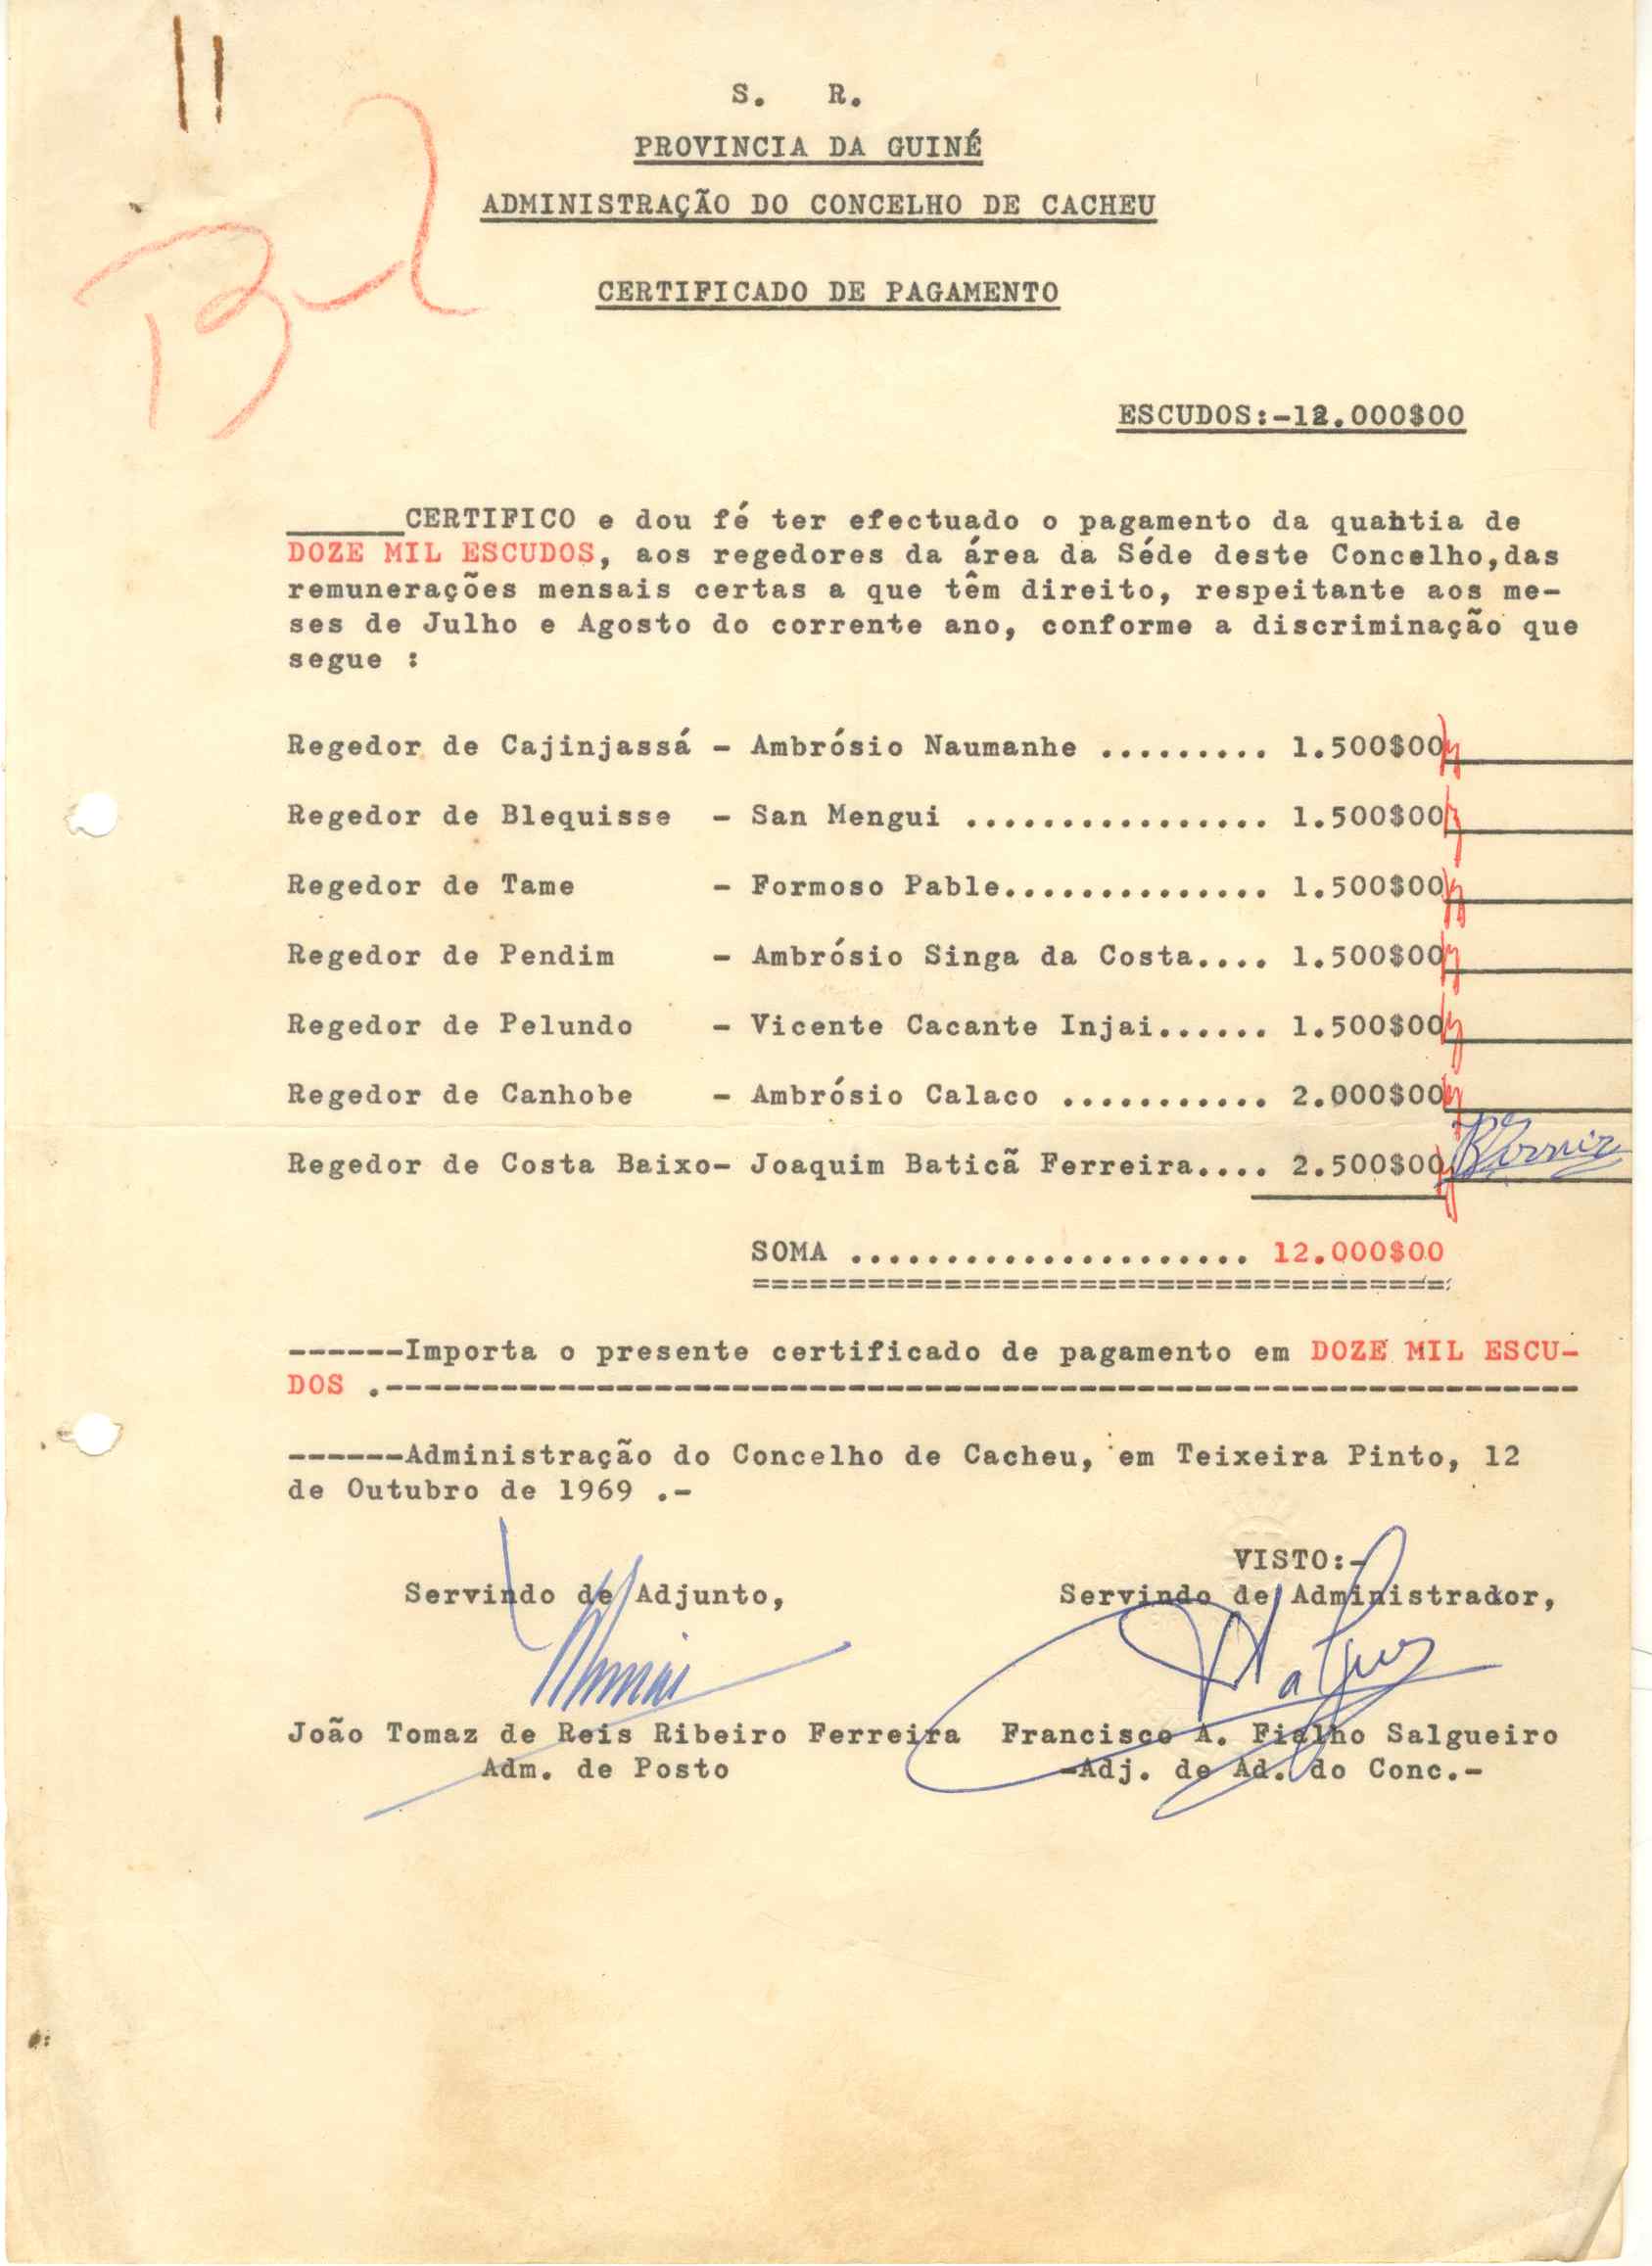 S. R.
PROVINCIA DA GUINÉ
ADMINISTRAÇÃO DO CONCELHO DE CACHEU
CERTIFICADO DE PAGAMENTO
ESCUDOS:-12.000$00
______CERTIFICO e dou fé ter efectuado o pagamento da quantia de
DOZE MIL ESCUDOS, aos regedores da área da Séde deste Concelho,das
remunerações mensais certas a que têm direito, respeitante aos me-
ses de Julho e Agosto do corrente ano, conforme a discriminação que
segue :
Regedor de Cajinjassá - Ambrósio Naumanhe ......... 1.500$00
Regedor de Blequisse - San Mengui ................ 1.500$00
Regedor de Tame - Formoso Pable.............. 1.500$00
Regedor de Pendim - Ambrósio Singa da Costa.... 1.500$00
Regedor de Pelundo - Vicente Cacante Injai...... 1.500$00
Regedor de Canhobe - Ambrósio Calaco ........... 2.000$00
Regedor de Costa Baixo- Joaquim Baticã Ferreira.... 2.500$00
SOMA ..................... 12.000$00
====================================
------Importa o presente certificado de pagamento em DOZE MIL ESCU-
DOS .--------------------------------------------------------------
------Administração do Concelho de Cacheu, em Teixeira Pinto, 12
de Outubro de 1969 .-
VISTO:-
Servindo de Adjunto, Servindo de Administrador,
João Tomaz de Reis Ribeiro Ferreira Francisco A. Fialho Salgueiro
Adm. de Posto -Adj. de Ad. do Conc.-